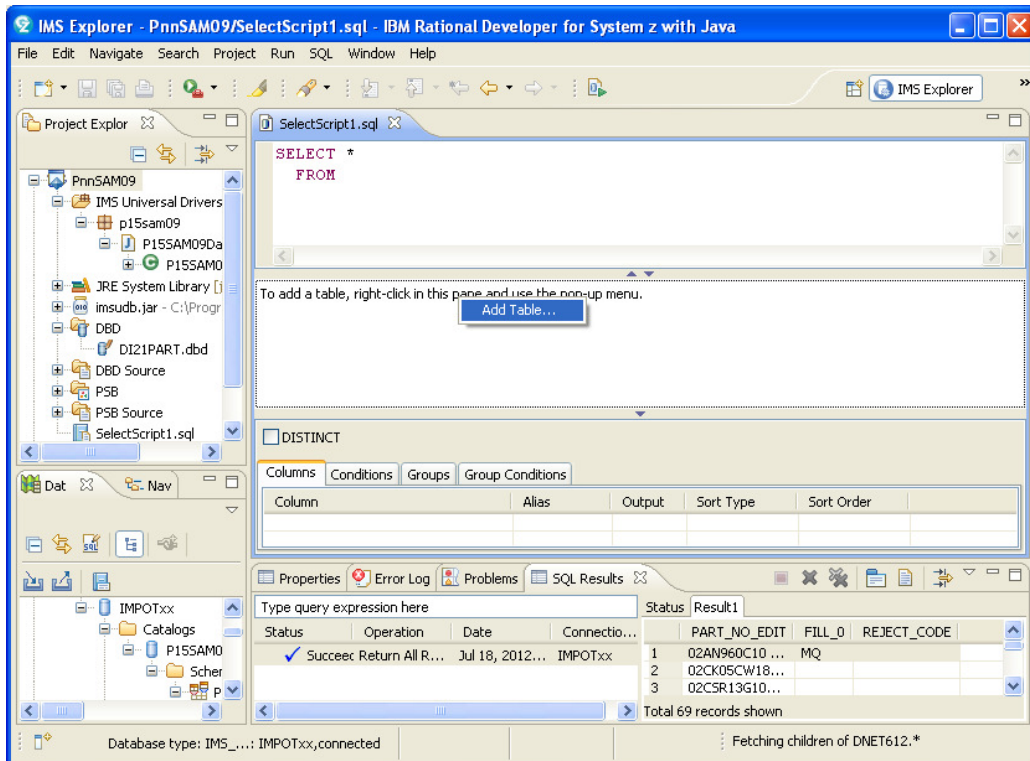 IMS Explorer - PnnSAM09/SelectScript1.sql - IBM Rational Developer for System z with Java
File Edit Navigate Search Project Run SQL Window Help
IMS Explorer
»
Project Explor
PnnSAM09
IMS Universal Drivers
p15sam09
P15SAM09Da
P15SAM0
JRE System Library [j
imsudb.jar - C:\Progr
DBD
DI21PART.dbd
DBD Source
PSB
PSB Source
SelectScript1.sql
SelectScript1.sql
SELECT *
FROM
To add a table, right-click in this pane and use the pop-up menu.
Add Table...
DISTINCT
Columns Conditions Groups Group Conditions
Column Alias Output Sort Type Sort Order
Dat Nav
IMPOTxx
Catalogs
P15SAM0
Scher
P
Properties Error Log Problems SQL Results
Type query expression here
Status Operation Date Connectio...
Succeec Return All R... Jul 18, 2012... IMPOTxx
Status Result1
PART_NO_EDIT FILL_0 REJECT_CODE
1 02AN960C10 ... MQ
2 02CK05CW18...
3 02CSR13G10...
Total 69 records shown
Database type: IMS_...: IMPOTxx,connected
Fetching children of DNET612.*